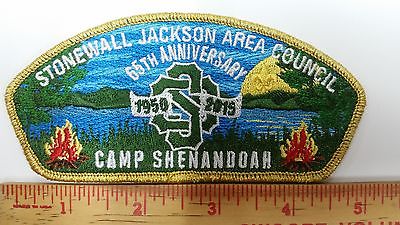 STONEWALL JACKSON AREA COUNCIL
65TH ANNIVERSARY
1950 2015
CAMP SHENANDOAH
1 2 3 4 5